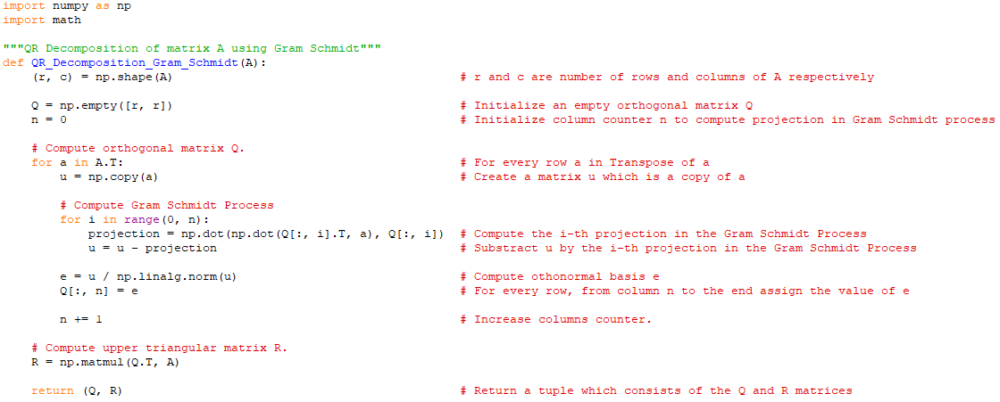 import numpy as np
import math
"""QR Decomposition of matrix A using Gram Schmidt"""
def QR_Decomposition_Gram_Schmidt(A):
    (r, c) = np.shape(A)                                        # r and c are number of rows and columns of A respectively
    Q = np.empty([r, r])                                        # Initialize an empty orthogonal matrix Q
    n = 0                                                       # Initialize column counter n to compute projection in Gram Schmidt process
    # Compute orthogonal matrix Q.
    for a in A.T:                                               # For every row a in Transpose of a
        u = np.copy(a)                                          # Create a matrix u which is a copy of a
        # Compute Gram Schmidt Process
        for i in range(0, n):
            projection = np.dot(np.dot(Q[:, i].T, a), Q[:, i])  # Compute the i-th projection in the Gram Schmidt Process
            u = u - projection                                  # Substract u by the i-th projection in the Gram Schmidt Process
        e = u / np.linalg.norm(u)                               # Compute othonormal basis e
        Q[:, n] = e                                             # For every row, from column n to the end assign the value of e
        n += 1                                                  # Increase columns counter.
    # Compute upper triangular matrix R.
    R = np.matmul(Q.T, A)
    return (Q, R)                                               # Return a tuple which consists of the Q and R matrices